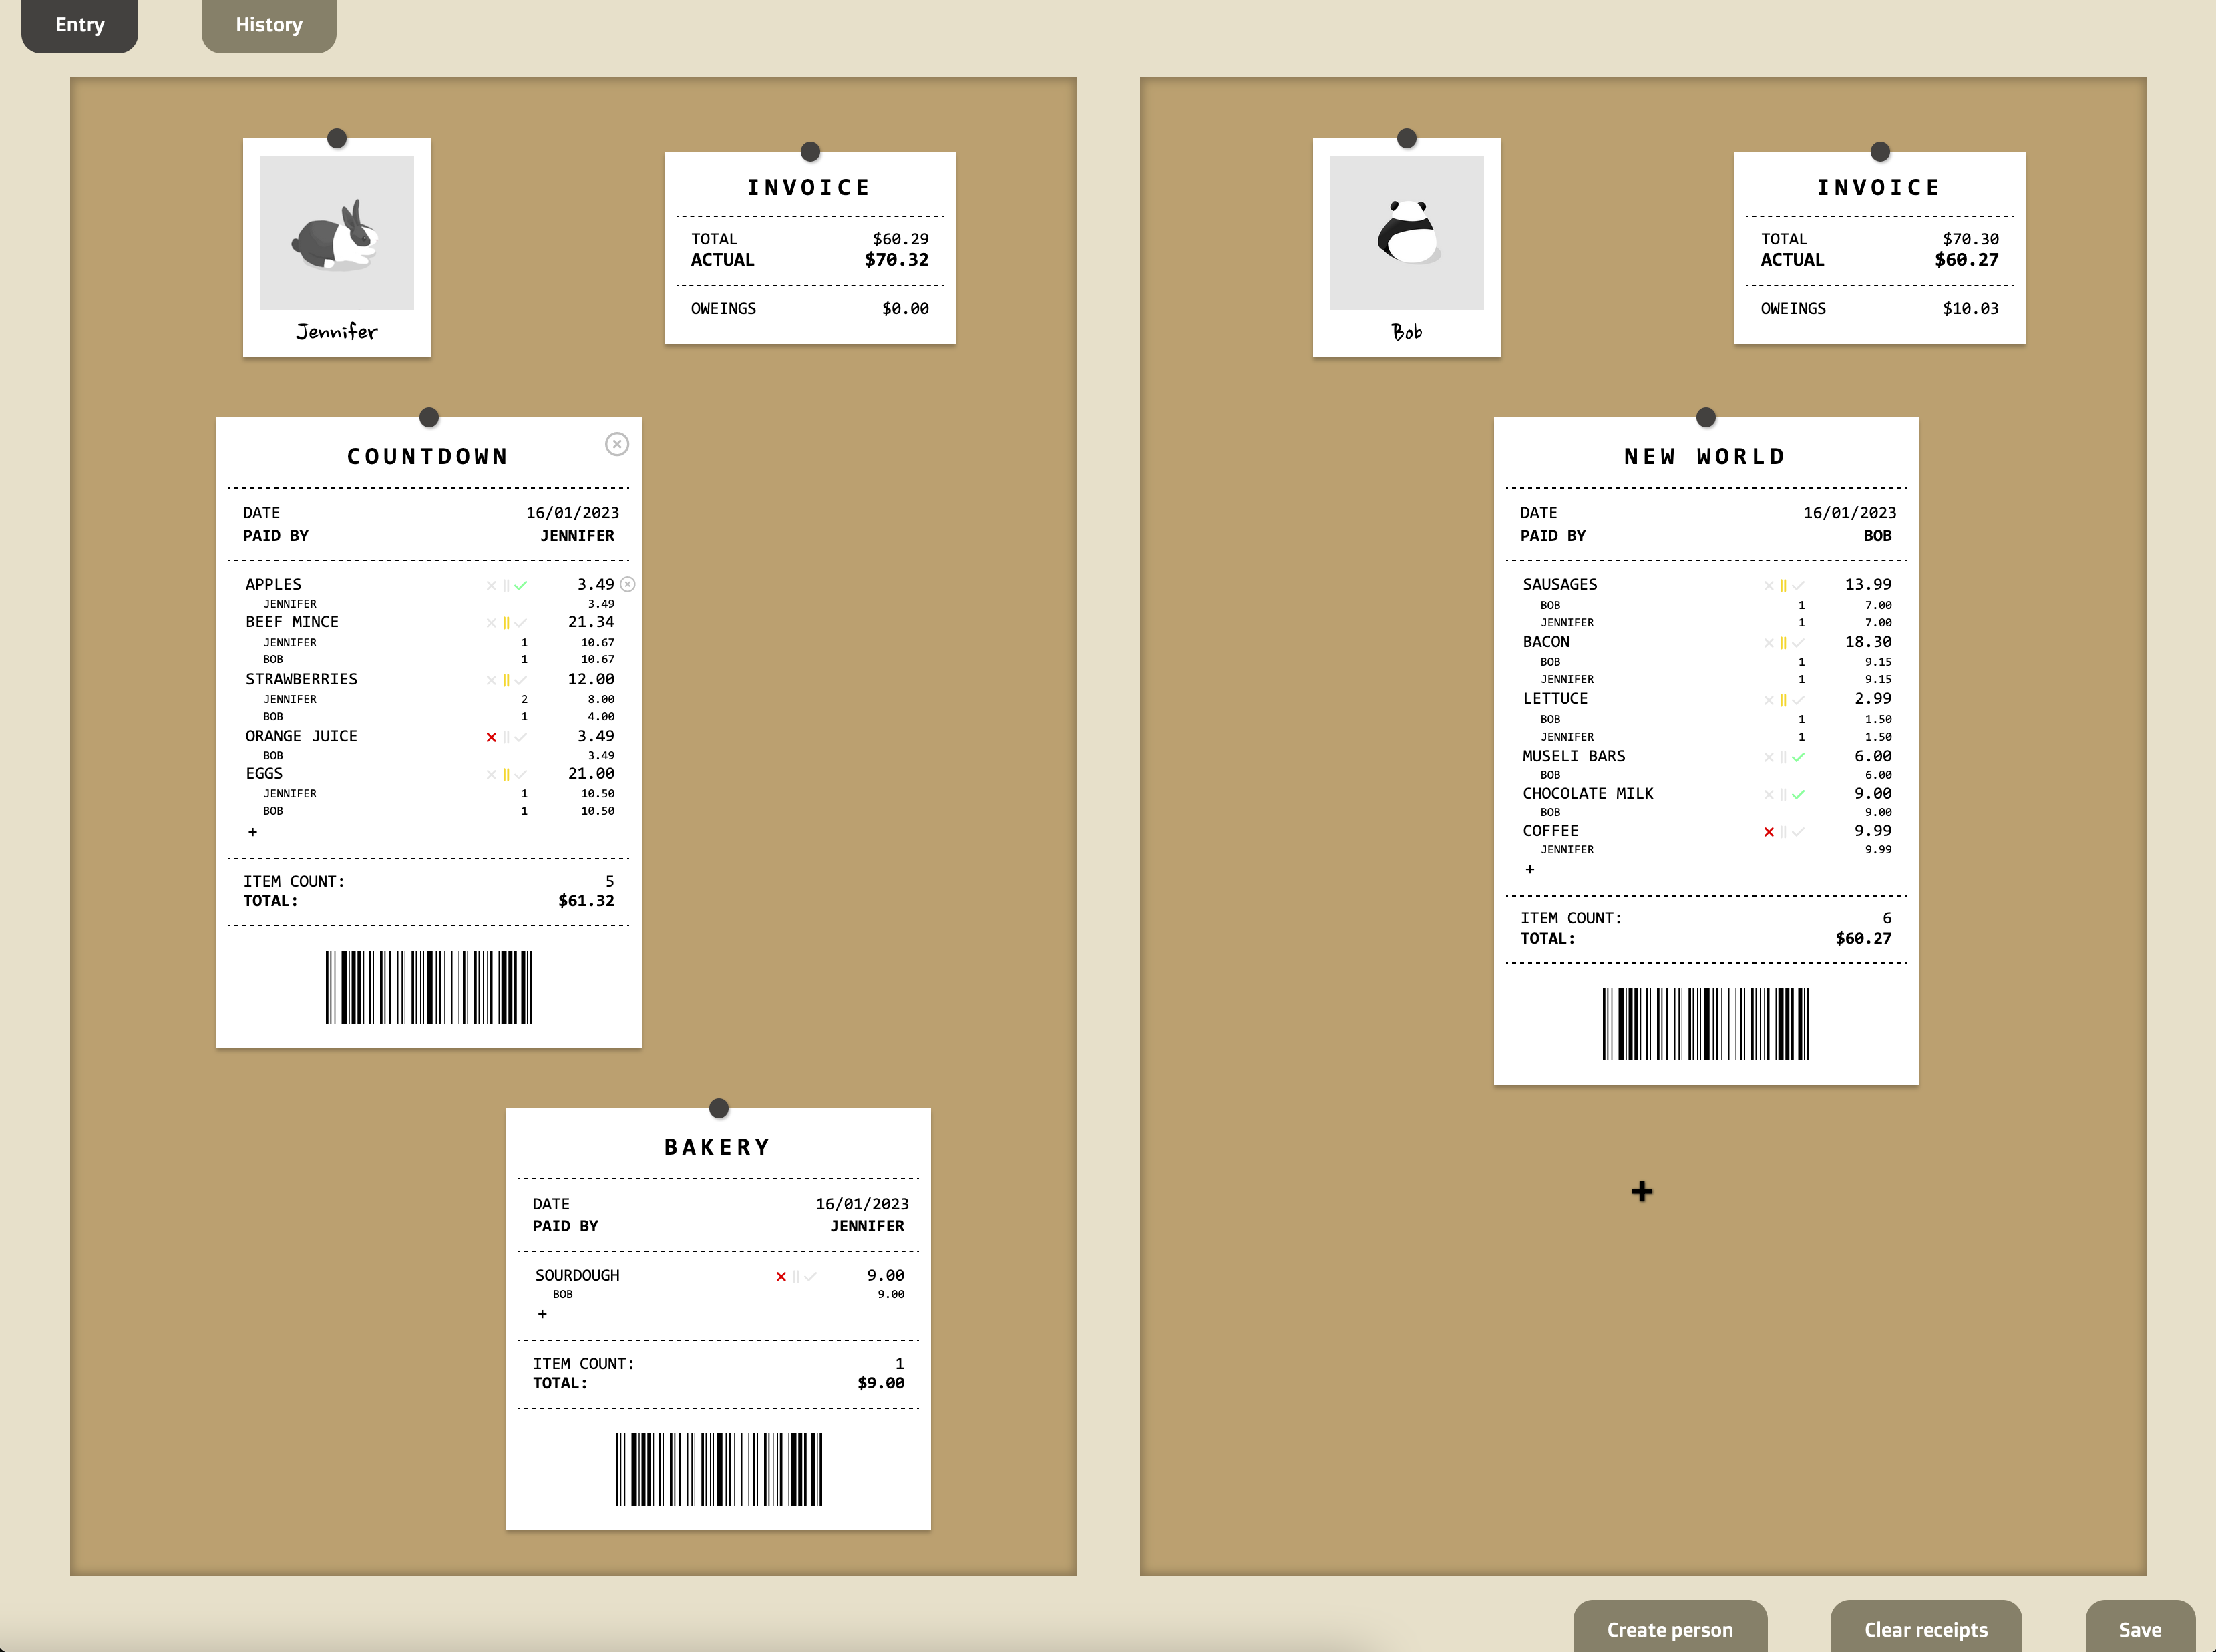 Entry
History
Jennifer
INVOICE
TOTAL $60.29
ACTUAL $70.32
OWEINGS $0.00
COUNTDOWN
DATE 16/01/2023
PAID BY JENNIFER
APPLES 3.49
JENNIFER 3.49
BEEF MINCE 21.34
JENNIFER 1 10.67
BOB 1 10.67
STRAWBERRIES 12.00
JENNIFER 2 8.00
BOB 1 4.00
ORANGE JUICE 3.49
BOB 3.49
EGGS 21.00
JENNIFER 1 10.50
BOB 1 10.50
+
ITEM COUNT: 5
TOTAL: $61.32
BAKERY
DATE 16/01/2023
PAID BY JENNIFER
SOURDOUGH 9.00
BOB 9.00
+
ITEM COUNT: 1
TOTAL: $9.00
Bob
INVOICE
TOTAL $70.30
ACTUAL $60.27
OWEINGS $10.03
NEW WORLD
DATE 16/01/2023
PAID BY BOB
SAUSAGES 13.99
BOB 1 7.00
JENNIFER 1 7.00
BACON 18.30
BOB 1 9.15
JENNIFER 1 9.15
LETTUCE 2.99
BOB 1 1.50
JENNIFER 1 1.50
MUSELI BARS 6.00
BOB 6.00
CHOCOLATE MILK 9.00
BOB 9.00
COFFEE 9.99
JENNIFER 9.99
+
ITEM COUNT: 6
TOTAL: $60.27
+
Create person
Clear receipts
Save